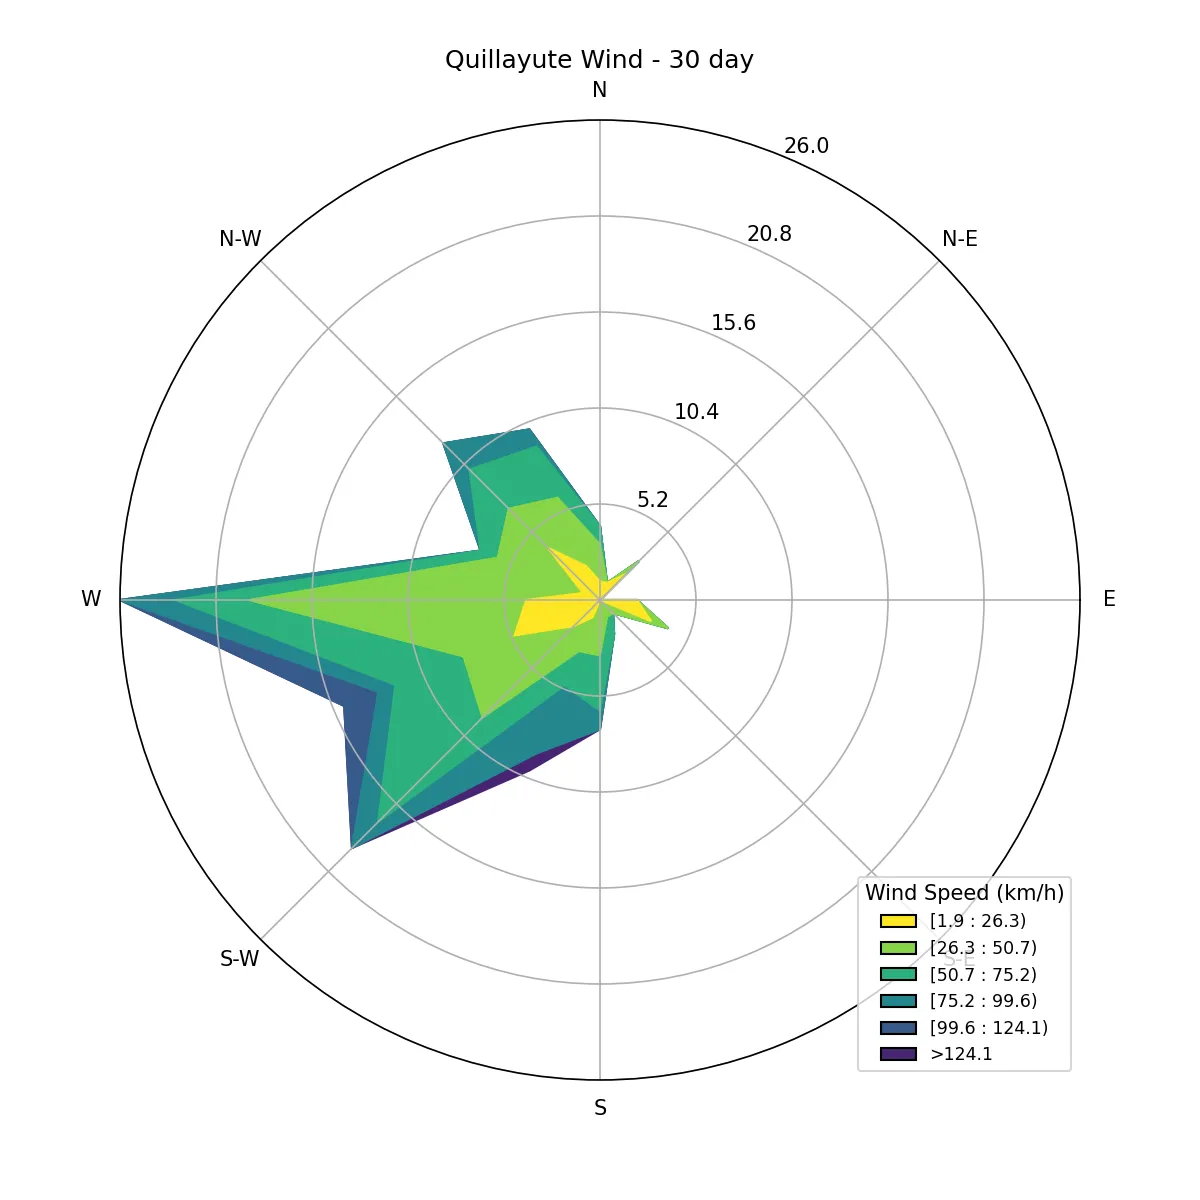 Quillayute Wind - 30 day
N
26.0
N-W
20.8
N-E
15.6
10.4
5.2
W
E
S-W
S-E
S
Wind Speed (km/h)
[1.9 : 26.3)
[26.3 : 50.7)
[50.7 : 75.2)
[75.2 : 99.6)
[99.6 : 124.1)
>124.1